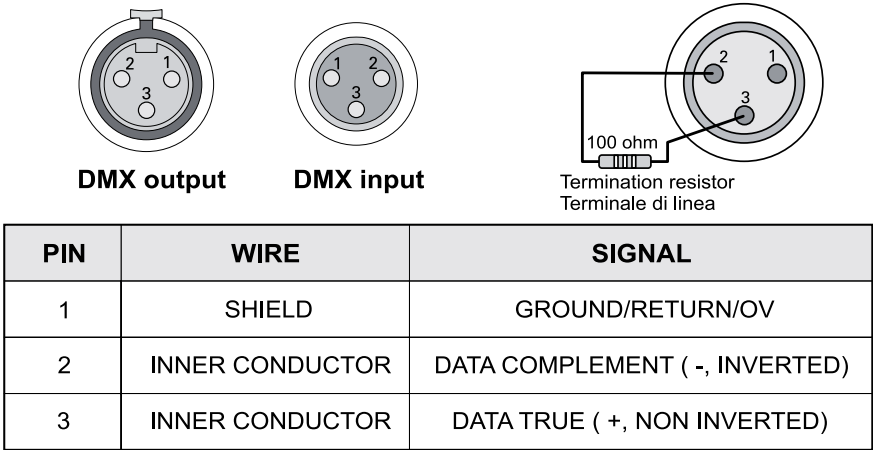 2 1
3
DMX output
1 2
3
DMX input
2 1
3
100 ohm
Termination resistor
Terminale di linea
PIN WIRE SIGNAL
1 SHIELD GROUND/RETURN/OV
2 INNER CONDUCTOR DATA COMPLEMENT ( -, INVERTED)
3 INNER CONDUCTOR DATA TRUE ( +, NON INVERTED)